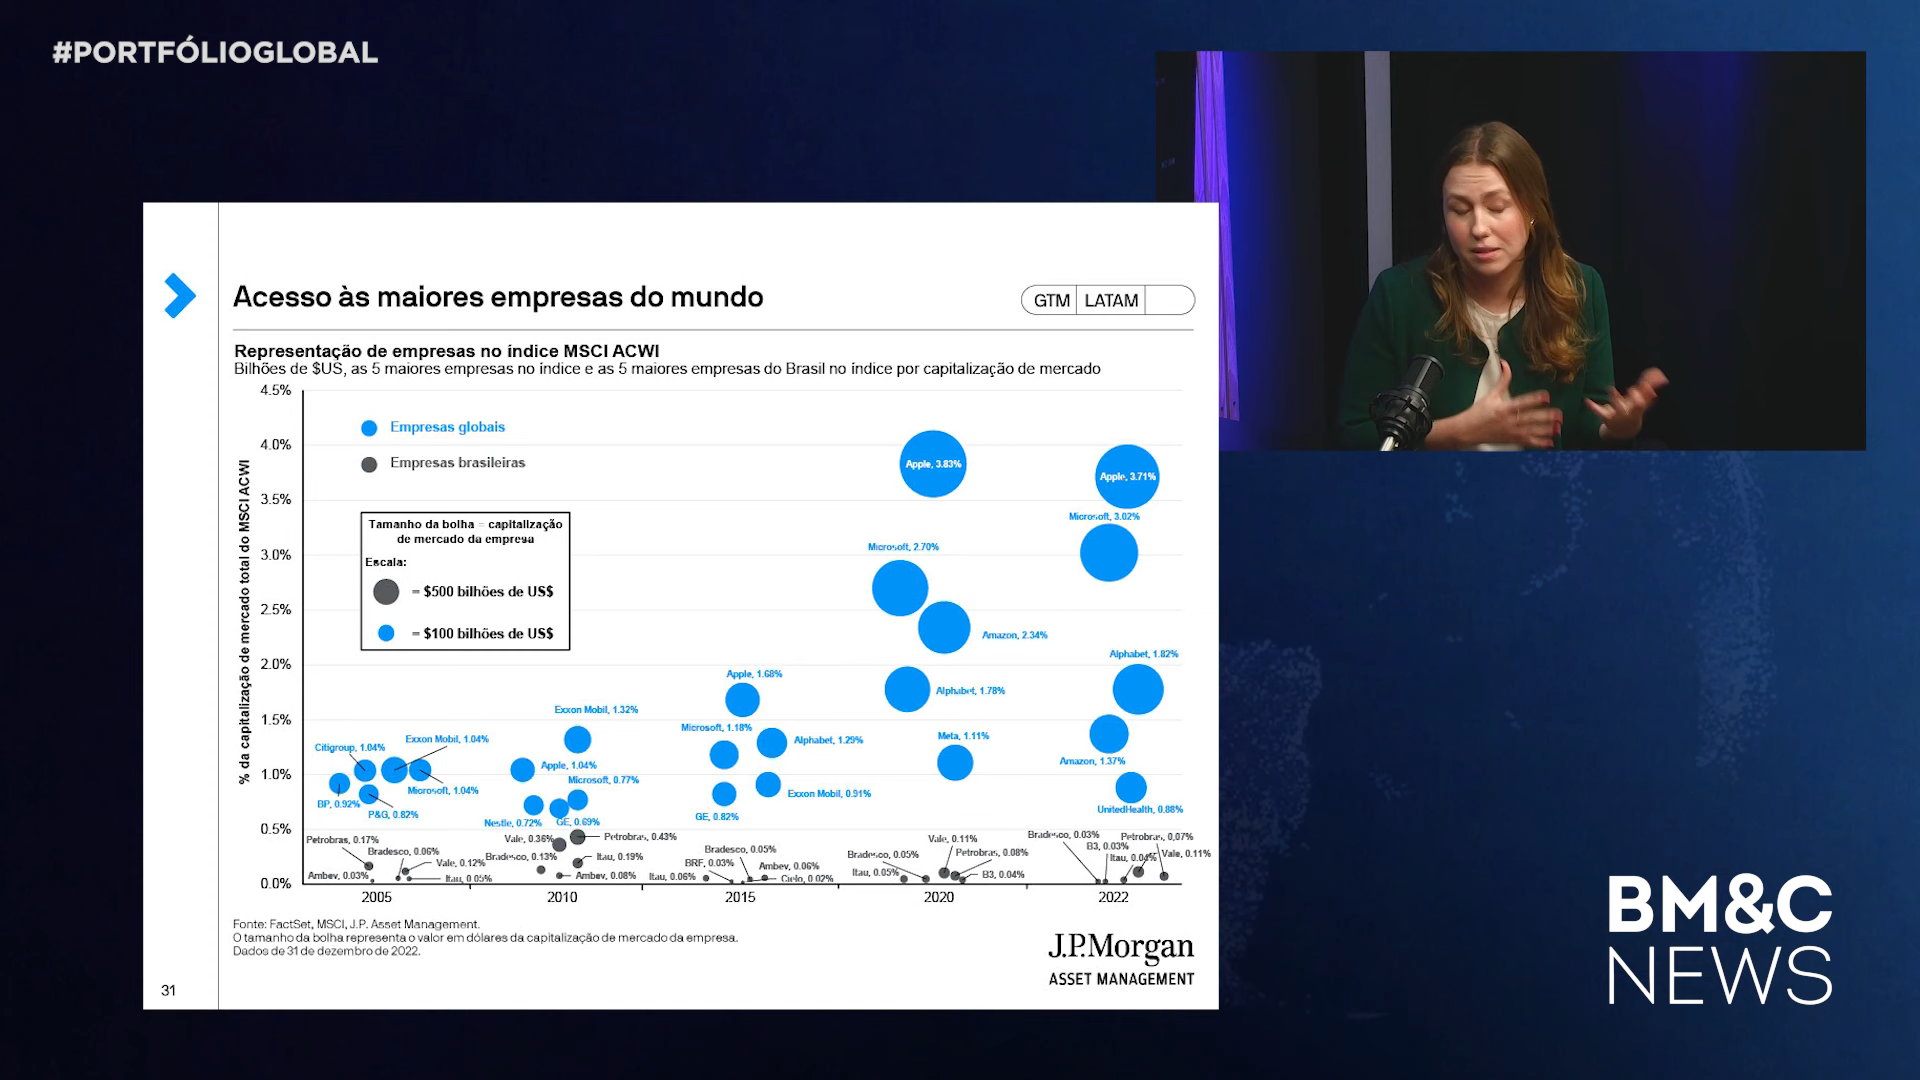 #PORTFÓLIOGLOBAL
Acesso às maiores empresas do mundo
GTM LATAM
Representação de empresas no índice MSCI ACWI
Bilhões de $US, as 5 maiores empresas no índice e as 5 maiores empresas do Brasil no índice por capitalização de mercado
% da capitalização de mercado total do MSCI ACWI
4.5%
4.0%
3.5%
3.0%
2.5%
2.0%
1.5%
1.0%
0.5%
0.0%
Empresas globais
Empresas brasileiras
Tamanho da bolha = capitalização
de mercado da empresa
Escala:
= $500 bilhões de US$
= $100 bilhões de US$
Citigroup, 1.04%
Exxon Mobil, 1.04%
Microsoft, 1.04%
BP, 0.92%
P&G, 0.82%
Petrobras, 0.17%
Bradesco, 0.06%
Vale, 0.12%
Ambev, 0.03%
Itau, 0.05%
Exxon Mobil, 1.32%
Apple, 1.04%
Microsoft, 0.77%
Nestle, 0.72%
GE, 0.69%
Vale, 0.36%
Petrobras, 0.43%
Bradesco, 0.13%
Itau, 0.19%
Ambev, 0.08%
Apple, 1.68%
Microsoft, 1.18%
Alphabet, 1.29%
Exxon Mobil, 0.91%
GE, 0.82%
Bradesco, 0.05%
BRF, 0.03%
Ambev, 0.06%
Itau, 0.06%
Cielo, 0.02%
Apple, 3.83%
Microsoft, 2.70%
Amazon, 2.34%
Alphabet, 1.78%
Meta, 1.11%
Vale, 0.11%
Bradesco, 0.05%
Petrobras, 0.08%
Itau, 0.05%
B3, 0.04%
Apple, 3.71%
Microsoft, 3.02%
Alphabet, 1.82%
Amazon, 1.37%
UnitedHealth, 0.88%
Bradesco, 0.03%
Petrobras, 0,07%
B3, 0.03%
Itau, 0.04%
Vale, 0.11%
2005
2010
2015
2020
2022
Fonte: FactSet, MSCI, J.P. Asset Management.
O tamanho da bolha representa o valor em dólares da capitalização de mercado da empresa.
Dados de 31 de dezembro de 2022.
J.P.Morgan
ASSET MANAGEMENT
31
BM&C
NEWS